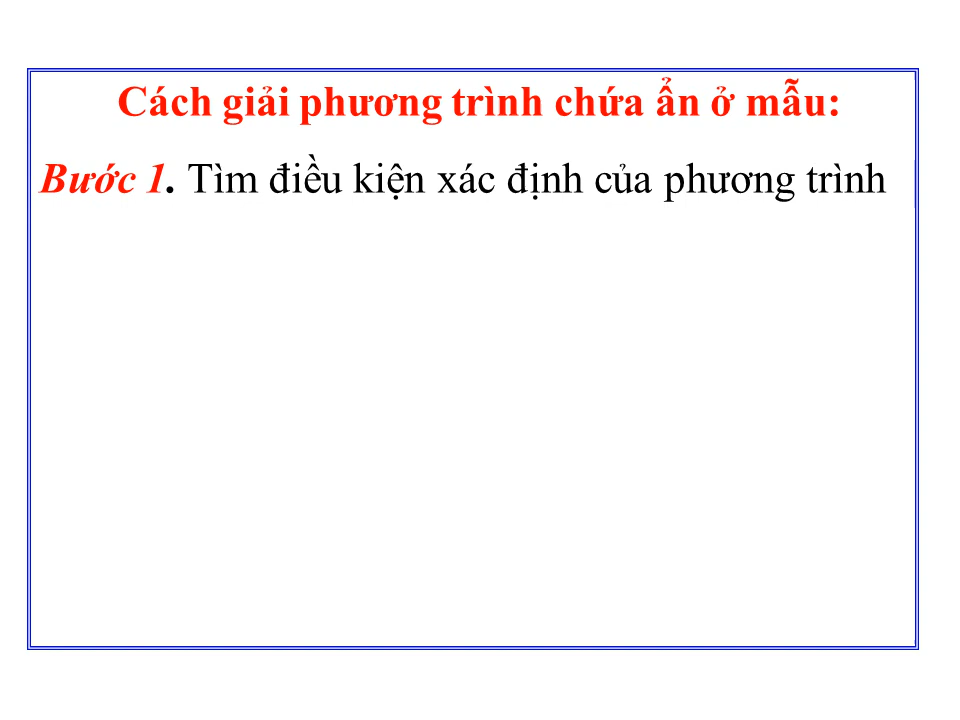 Cách giải phương trình chứa ẩn ở mẫu:
Bước 1. Tìm điều kiện xác định của phương trình